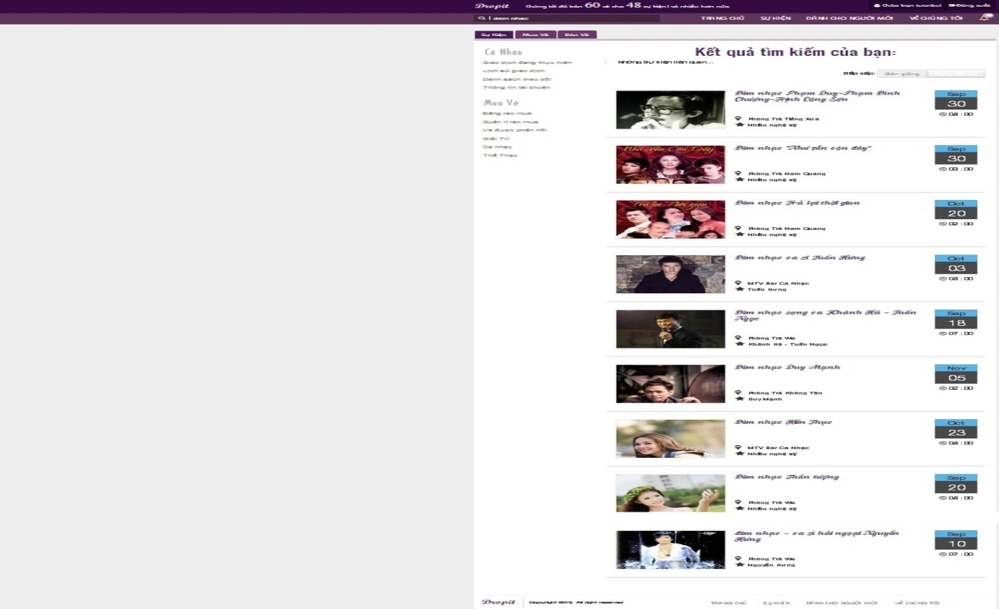 Dropit
Chúng tôi đã bán 60 vé cho 48 sự kiện! và nhiều hơn nữa
Chào bạn tuanbui
Đăng xuất
dem nhac
TRANG CHỦ SỰ KIỆN DÀNH CHO NGƯỜI MỚI VỀ CHÚNG TÔI
Sự Kiện Mua Vé Bán Vé
Cá Nhân
Giao dịch đang thực hiện
Lịch sử giao dịch
Danh sách theo dõi
Thông tin tài khoản
Mua Vé
Đăng rao mua
Quản lí rao mua
Vé được phản hồi
Giải Trí
Ca nhạc
Thể Thao
Kết quả tìm kiếm của bạn:
Những Sự kiện liên quan...
Sắp xếp: Gần giống
Đêm nhạc Phạm Duy-Phạm Đình
Chương-Trịnh Công Sơn
Phòng Trà Tiếng Xưa
Nhiều nghệ sỹ
Sep
30
08 : 00
Như Vẫn Còn Đây
Đêm nhạc "Như vẫn còn đây"
Phòng Trà Nam Quang
Nhiều nghệ sỹ
Sep
30
03 : 00
Trả lại Thời gian
Đêm nhạc Trả lại thời gian
Phòng Trà Nam Quang
Nhiều nghệ sỹ
Oct
20
02 : 00
Đêm nhạc ca sĩ Tuấn Hưng
MTV Bar Ca Nhạc
Tuấn Hưng
Oct
03
08 : 00
Đêm nhạc song ca Khánh Hà - Tuấn
Ngọc
Phòng Trà We
Khánh Hà - Tuấn Ngọc
Sep
18
07 : 00
Đêm nhạc Duy Mạnh
Phòng Trà Không Tên
Duy Mạnh
Nov
05
02 : 00
Đêm nhạc Hiền Thục
MTV Bar Ca Nhạc
Nhiều nghệ sỹ
Oct
23
08 : 00
Đêm nhạc Thần tượng
Phòng Trà We
Nhiều nghệ sỹ
Sep
20
08 : 00
đêm nhạc - ca sĩ hải ngoại Nguyễn
Hưng
Phòng Trà We
Nguyễn Hưng
Sep
10
07 : 00
Dropit
Copyright 2013. All right reserved
TRANG CHỦ SỰ KIỆN DÀNH CHO NGƯỜI MỚI VỀ CHÚNG TÔI